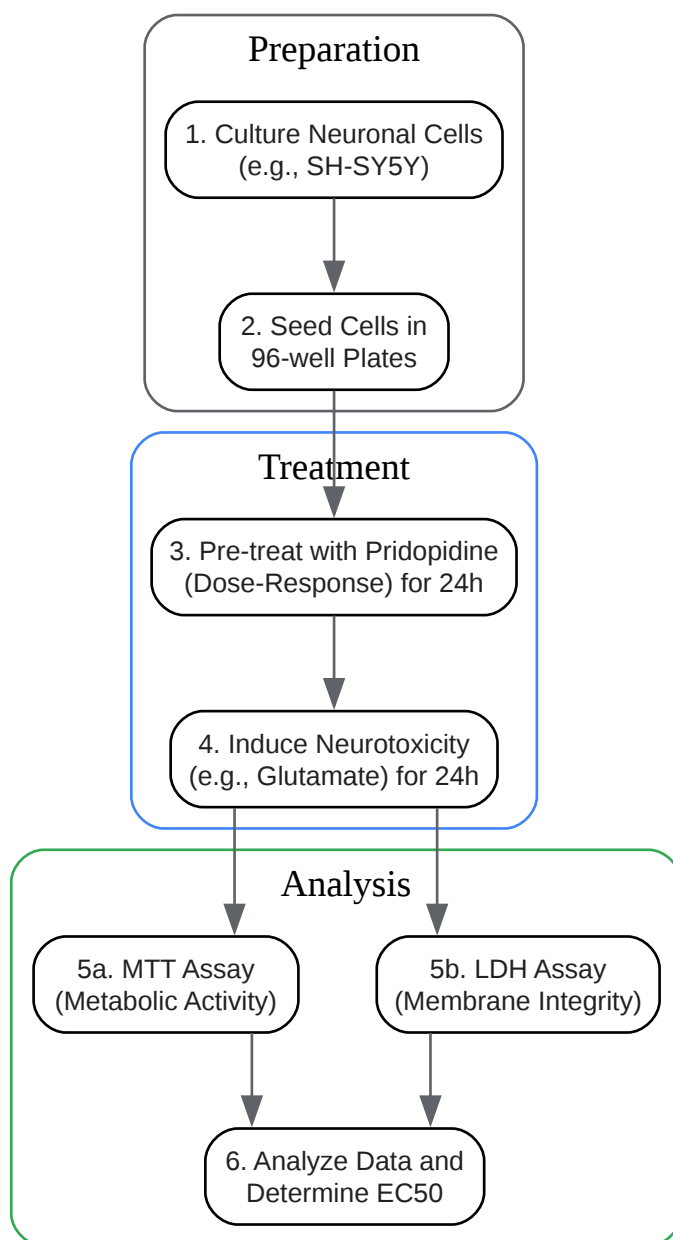 Preparation
1. Culture Neuronal Cells
(e.g., SH-SY5Y)
2. Seed Cells in
96-well Plates
Treatment
3. Pre-treat with Pridopidine
(Dose-Response) for 24h
4. Induce Neurotoxicity
(e.g., Glutamate) for 24h
Analysis
5a. MTT Assay
(Metabolic Activity)
5b. LDH Assay
(Membrane Integrity)
6. Analyze Data and
Determine EC50